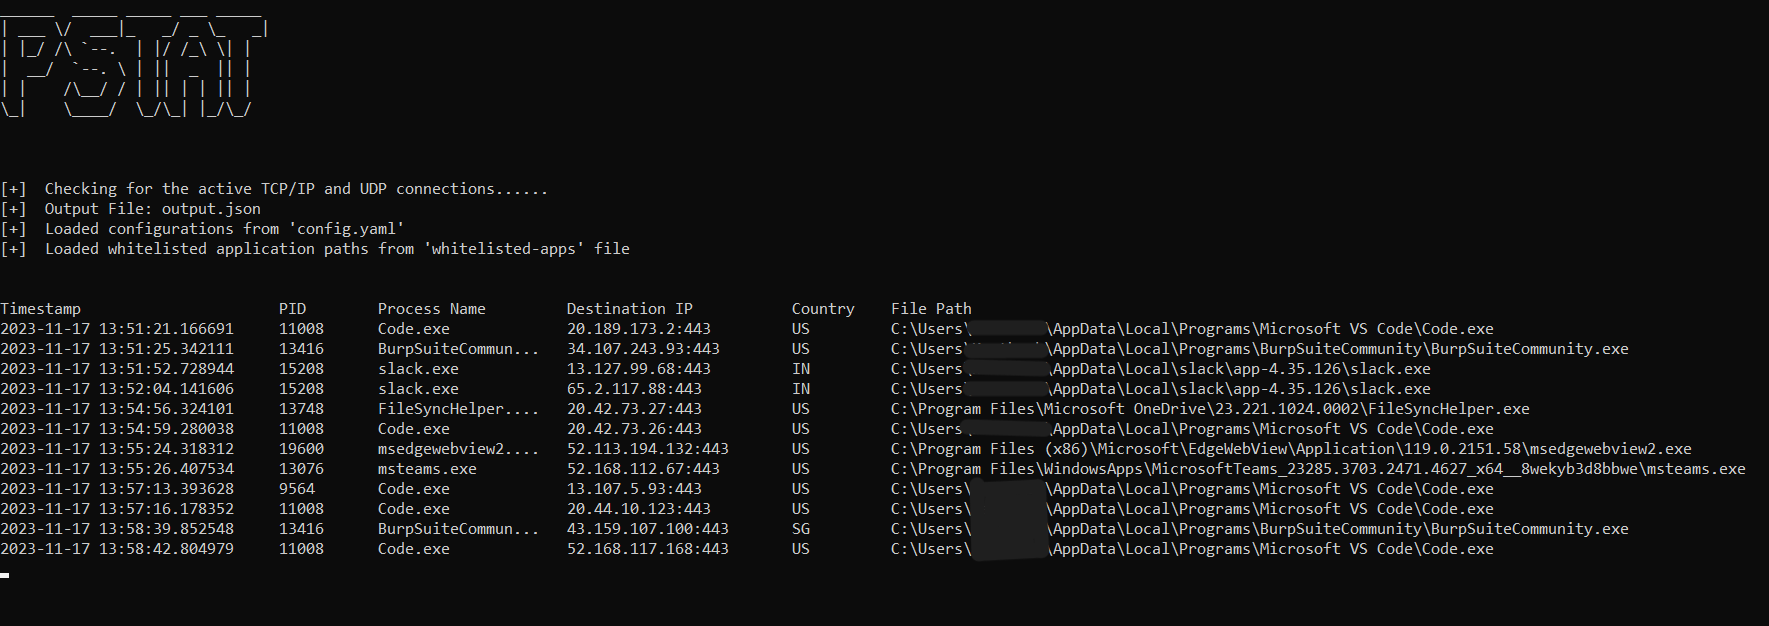 PSTAT
[+]  Checking for the active TCP/IP and UDP connections......
[+]  Output File: output.json
[+]  Loaded configurations from 'config.yaml'
[+]  Loaded whitelisted application paths from 'whitelisted-apps' file
Timestamp                      PID        Process Name         Destination IP           Country    File Path
2023-11-17 13:51:21.166691     11008      Code.exe             20.189.173.2:443         US         C:\Users\        \AppData\Local\Programs\Microsoft VS Code\Code.exe
2023-11-17 13:51:25.342111     13416      BurpSuiteCommun...   34.107.243.93:443        US         C:\Users\        \AppData\Local\Programs\BurpSuiteCommunity\BurpSuiteCommunity.exe
2023-11-17 13:51:52.728944     15208      slack.exe            13.127.99.68:443         IN         C:\Users\        \AppData\Local\slack\app-4.35.126\slack.exe
2023-11-17 13:52:04.141606     15208      slack.exe            65.2.117.88:443          IN         C:\Users\        \AppData\Local\slack\app-4.35.126\slack.exe
2023-11-17 13:54:56.324101     13748      FileSyncHelper....   20.42.73.27:443          US         C:\Program Files\Microsoft OneDrive\23.221.1024.0002\FileSyncHelper.exe
2023-11-17 13:54:59.280038     11008      Code.exe             20.42.73.26:443          US         C:\Users\        \AppData\Local\Programs\Microsoft VS Code\Code.exe
2023-11-17 13:55:24.318312     19600      msedgewebview2....   52.113.194.132:443       US         C:\Program Files (x86)\Microsoft\EdgeWebView\Application\119.0.2151.58\msedgewebview2.exe
2023-11-17 13:55:26.407534     13076      msteams.exe          52.168.112.67:443        US         C:\Program Files\WindowsApps\MicrosoftTeams_23285.3703.2471.4627_x64__8wekyb3d8bbwe\msteams.exe
2023-11-17 13:57:13.393628     9564       Code.exe             13.107.5.93:443          US         C:\Users\        \AppData\Local\Programs\Microsoft VS Code\Code.exe
2023-11-17 13:57:16.178352     11008      Code.exe             20.44.10.123:443         US         C:\Users\        \AppData\Local\Programs\Microsoft VS Code\Code.exe
2023-11-17 13:58:39.852548     13416      BurpSuiteCommun...   43.159.107.100:443       SG         C:\Users\        \AppData\Local\Programs\BurpSuiteCommunity\BurpSuiteCommunity.exe
2023-11-17 13:58:42.804979     11008      Code.exe             52.168.117.168:443       US         C:\Users\        \AppData\Local\Programs\Microsoft VS Code\Code.exe